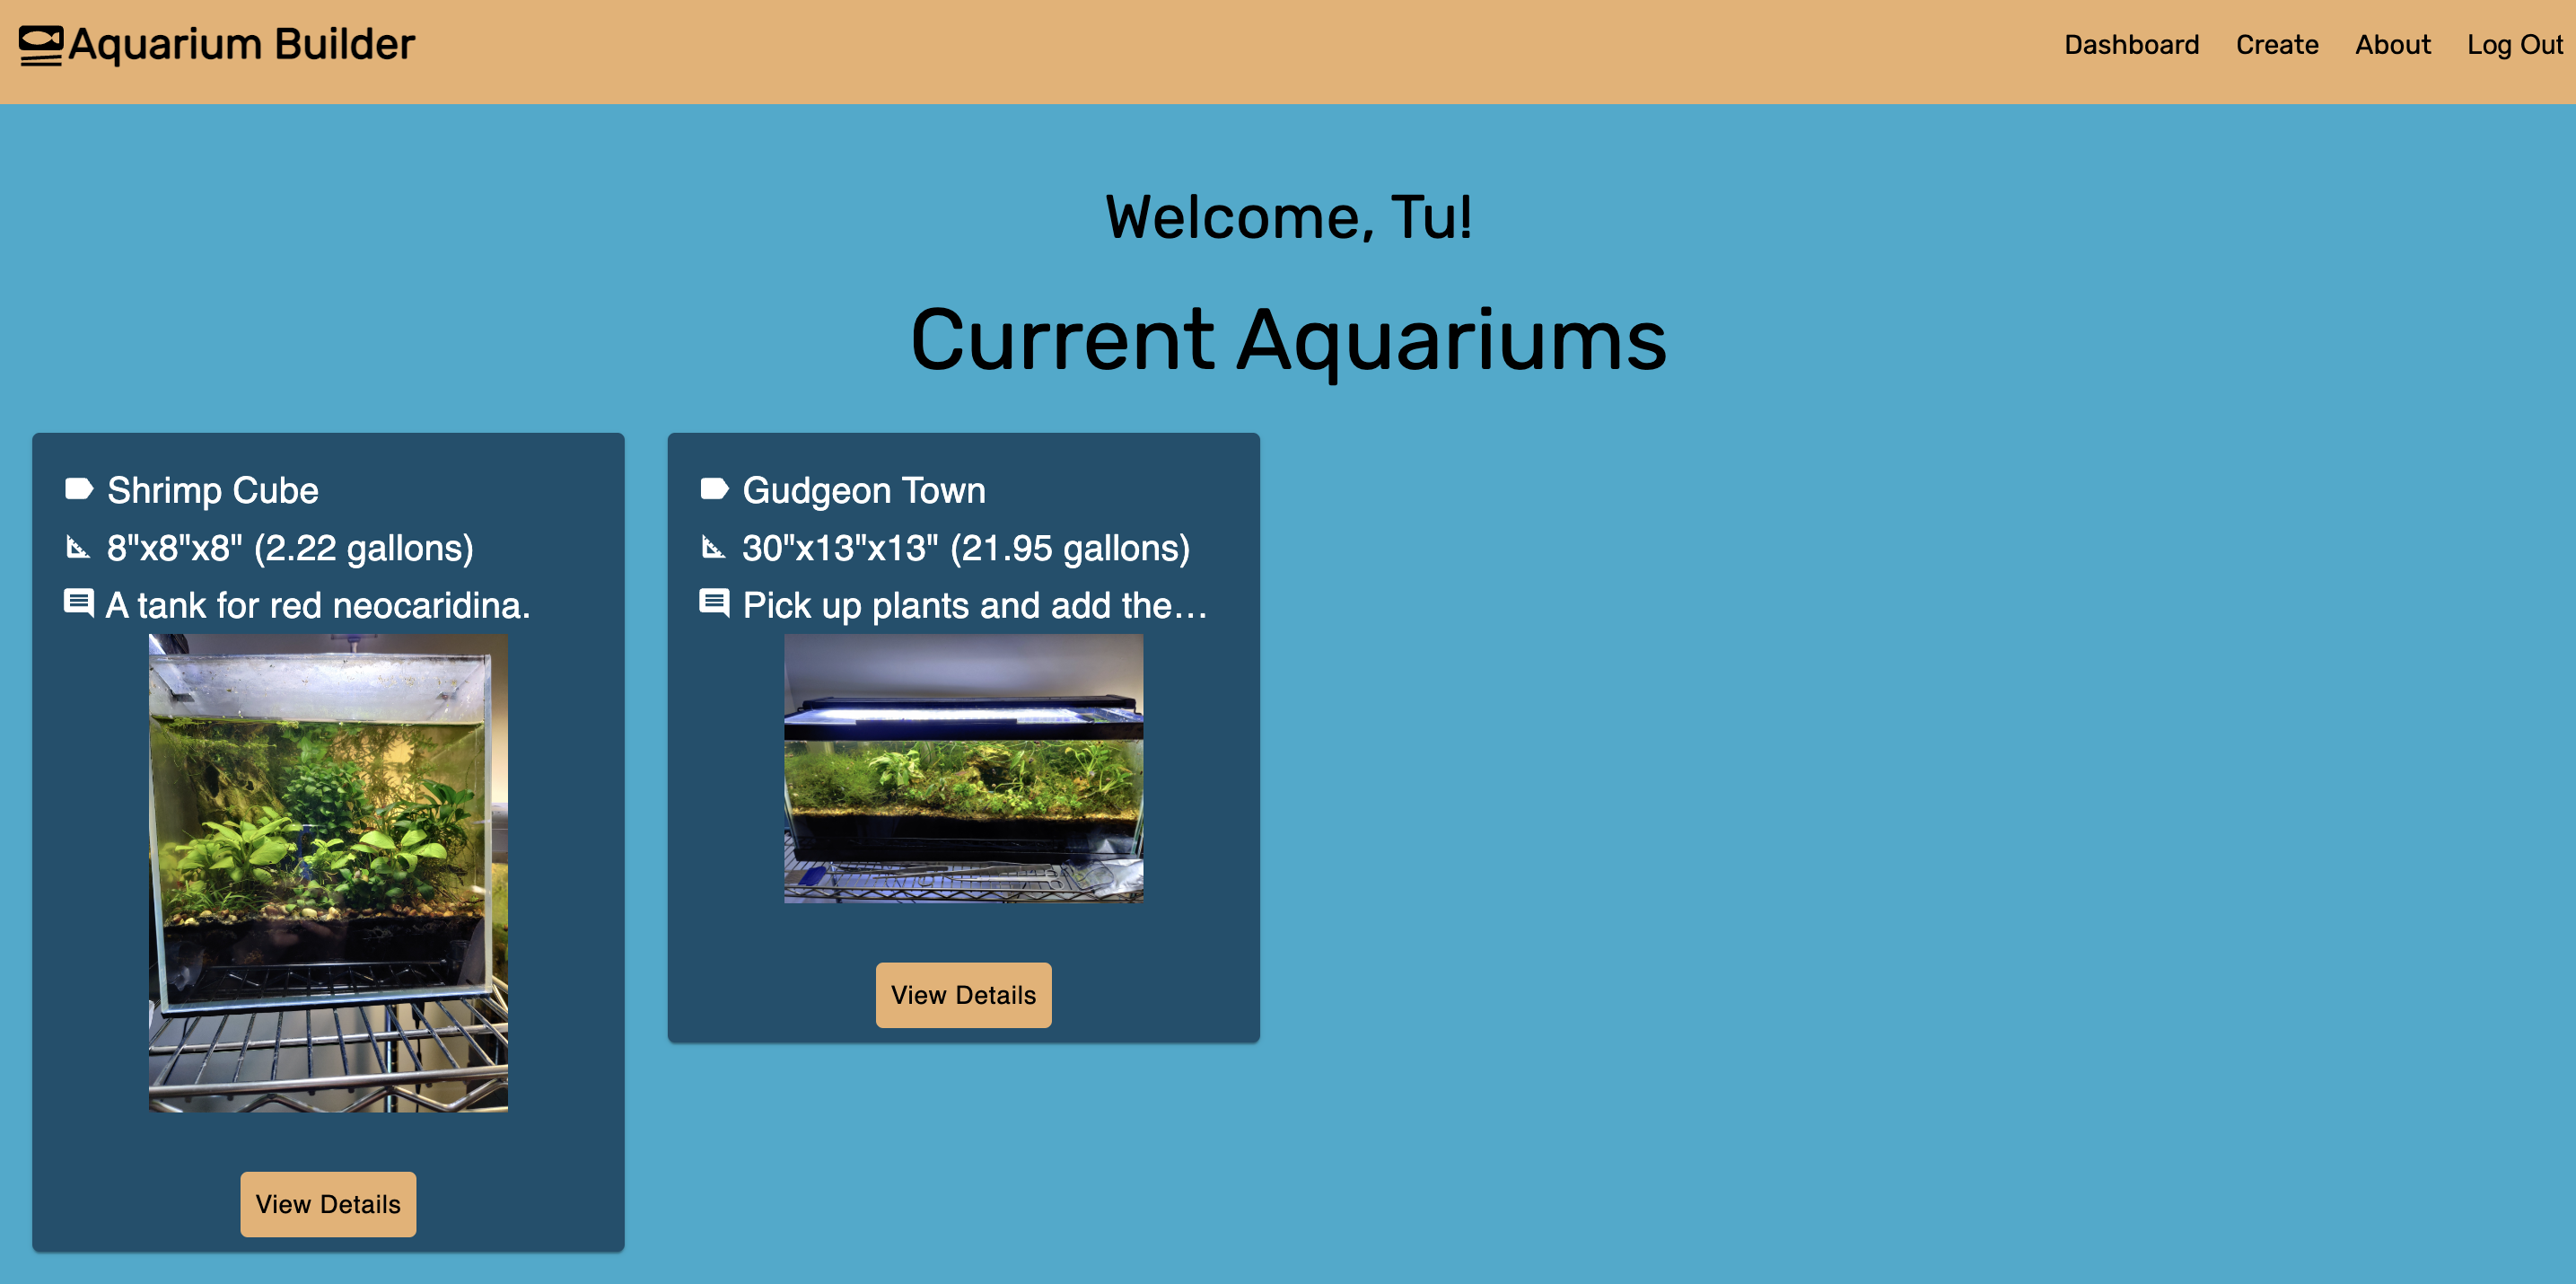 Aquarium Builder
Dashboard Create About Log Out
Welcome, Tu!
Current Aquariums
Shrimp Cube
8"x8"x8" (2.22 gallons)
A tank for red neocaridina.
View Details
Gudgeon Town
30"x13"x13" (21.95 gallons)
Pick up plants and add the...
View Details